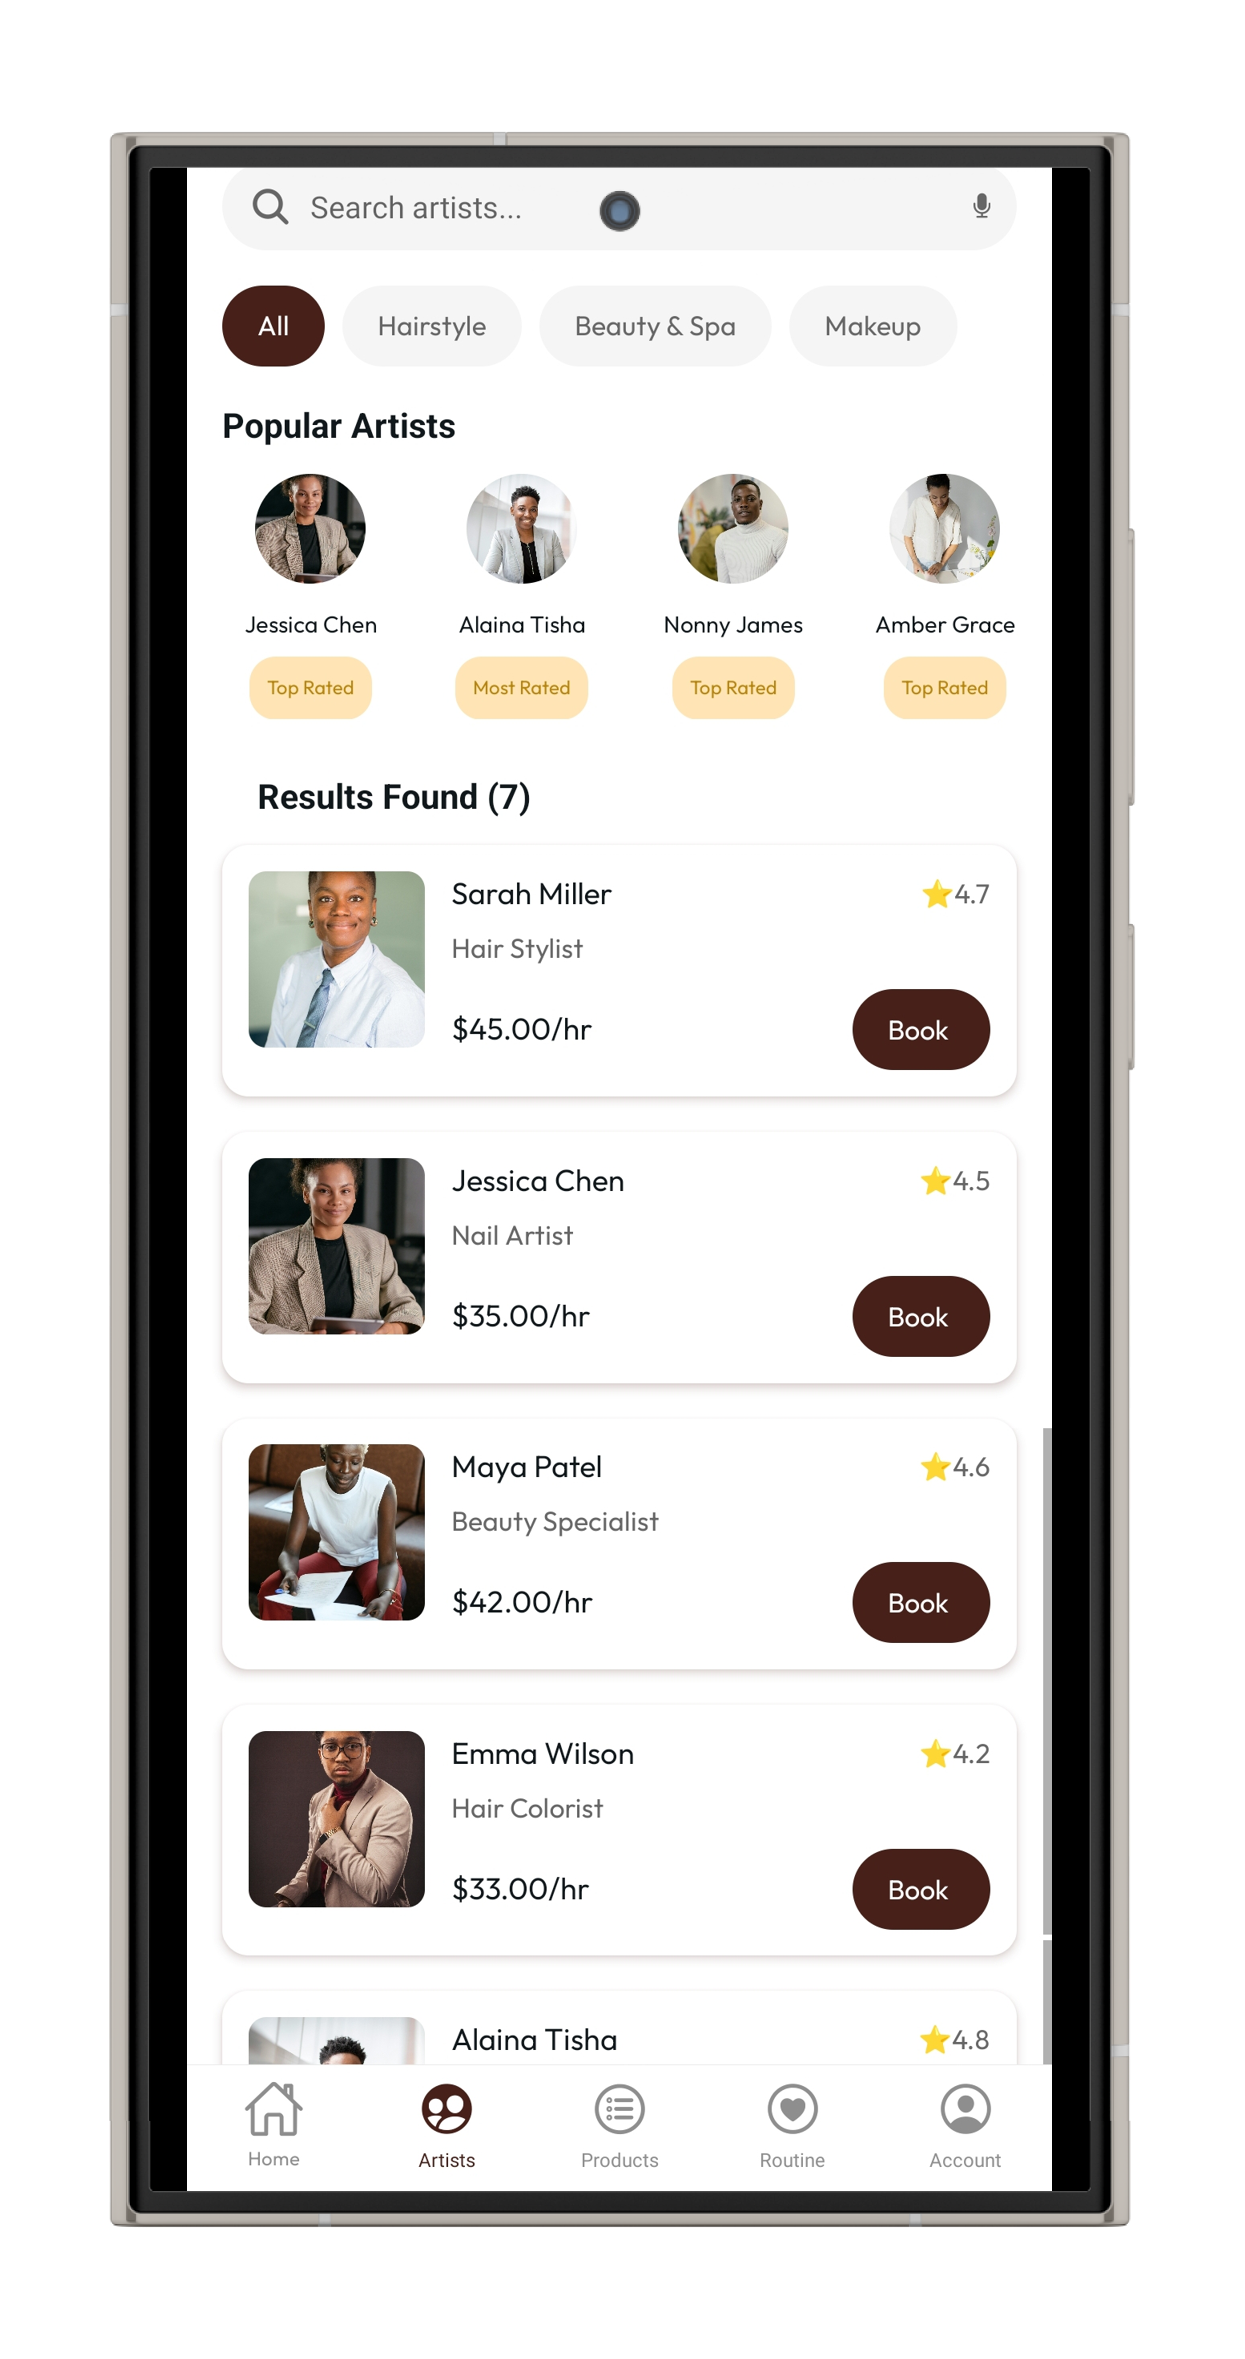 Search artists...
All Hairstyle Beauty & Spa Makeup
Popular Artists
Jessica Chen Alaina Tisha Nonny James Amber Grace
Top Rated Most Rated Top Rated Top Rated
Results Found (7)
Sarah Miller ⭐4.7
Hair Stylist
$45.00/hr Book
Jessica Chen ⭐4.5
Nail Artist
$35.00/hr Book
Maya Patel ⭐4.6
Beauty Specialist
$42.00/hr Book
Emma Wilson ⭐4.2
Hair Colorist
$33.00/hr Book
Alaina Tisha ⭐4.8
Home Artists Products Routine Account